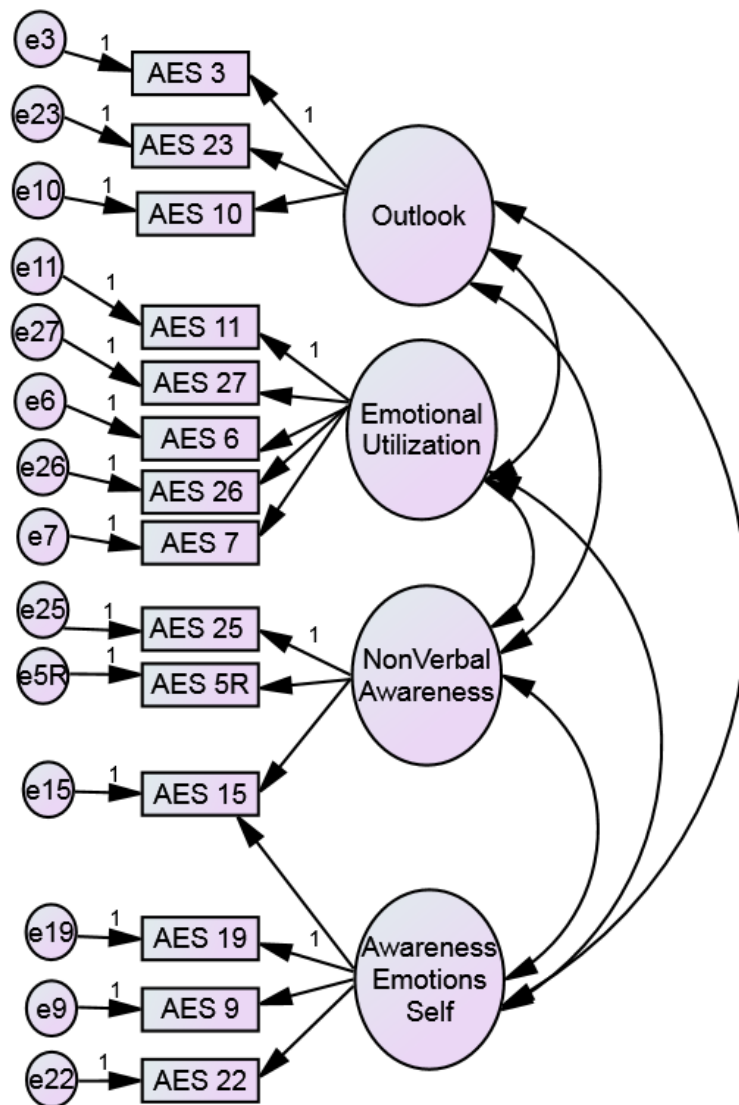 e3
1
AES 3
e23
1
AES 23
1
e10
1
AES 10
Outlook
e11
1
AES 11
1
e27
1
AES 27
e6
1
AES 6
e26
1
AES 26
e7
1
AES 7
Emotional
Utilization
e25
1
AES 25
1
e5R
1
AES 5R
NonVerbal
Awareness
e15
1
AES 15
e19
1
AES 19
1
e9
1
AES 9
e22
1
AES 22
Awareness
Emotions
Self